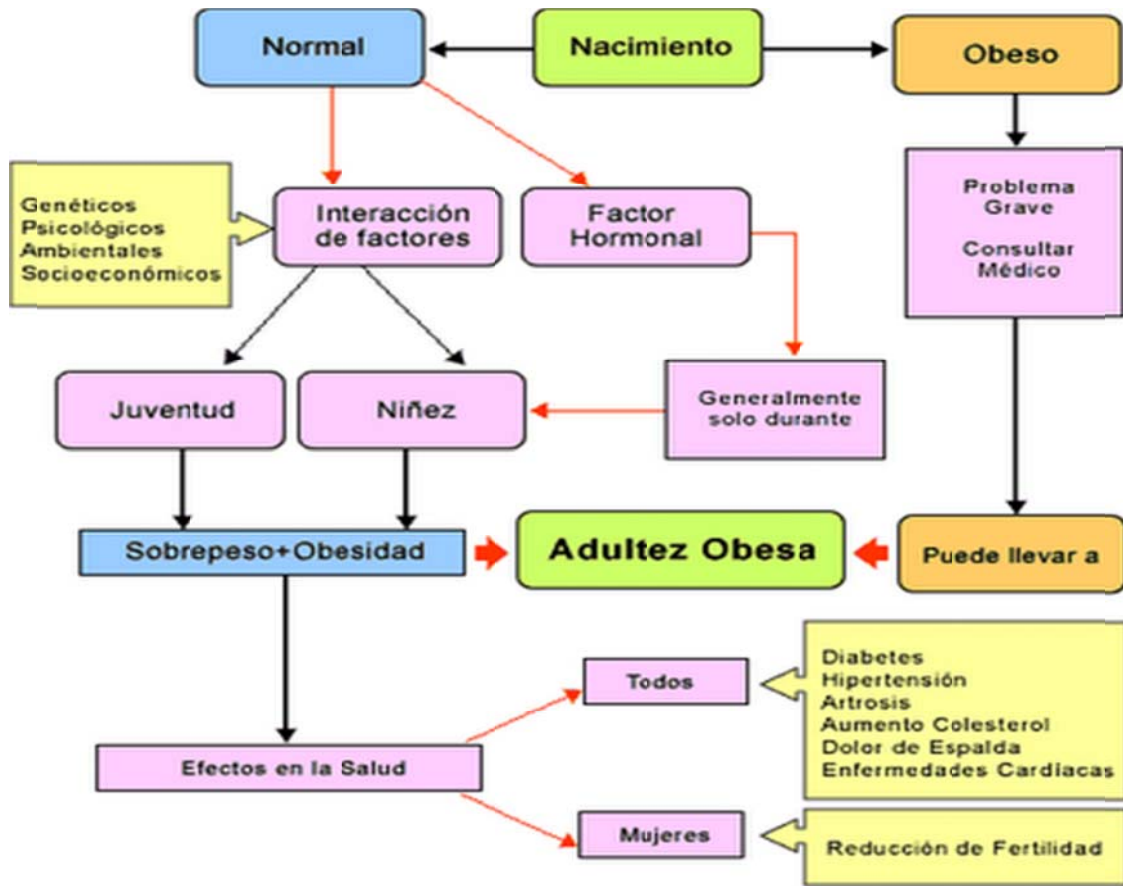 Normal
Nacimiento
Obeso
Genéticos
Psicológicos
Ambientales
Socioeconómicos
Interacción
de factores
Factor
Hormonal
Problema
Grave
Consultar
Médico
Juventud
Niñez
Generalmente
solo durante
Sobrepeso+Obesidad
Adultez Obesa
Puede llevar a
Efectos en la Salud
Todos
Diabetes
Hipertensión
Artrosis
Aumento Colesterol
Dolor de Espalda
Enfermedades Cardíacas
Mujeres
Reducción de Fertilidad